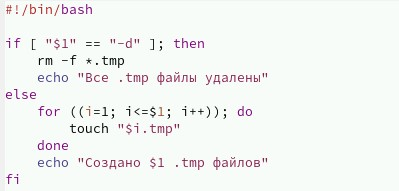 #!/bin/bash
if [ "$1" == "-d" ]; then
    rm -f *.tmp
    echo "Все .tmp файлы удалены"
else
    for ((i=1; i<=$1; i++)); do
        touch "$i.tmp"
    done
    echo "Создано $1 .tmp файлов"
fi